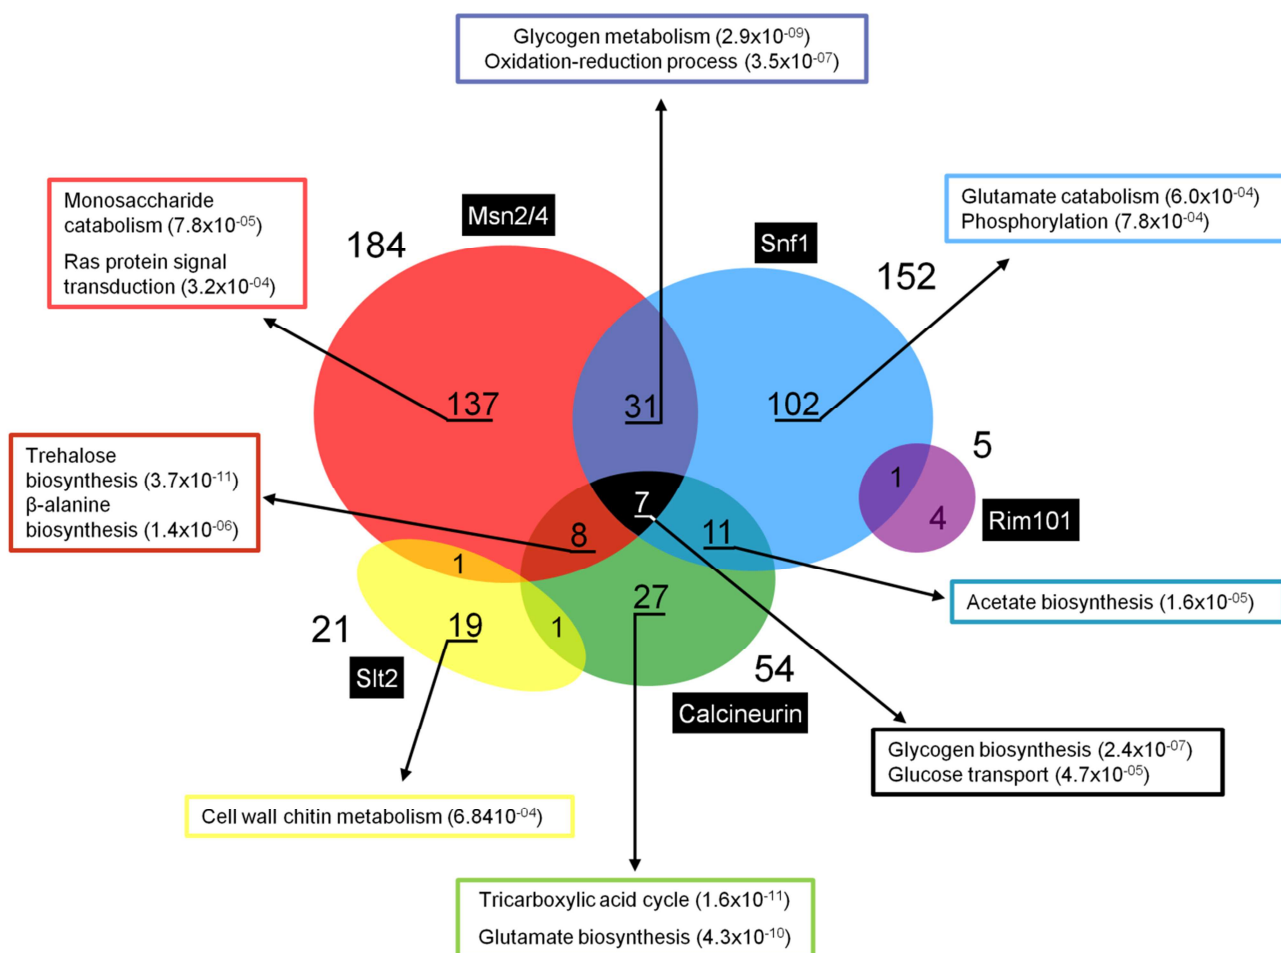 Glycogen metabolism (2.9x10⁻⁰⁹)
Oxidation-reduction process (3.5x10⁻⁰⁷)
Monosaccharide
catabolism (7.8x10⁻⁰⁵)
Ras protein signal
transduction (3.2x10⁻⁰⁴)
Msn2/4
184
Snf1
152
Glutamate catabolism (6.0x10⁻⁰⁴)
Phosphorylation (7.8x10⁻⁰⁴)
137
31
102
Trehalose
biosynthesis (3.7x10⁻¹¹)
β-alanine
biosynthesis (1.4x10⁻⁰⁶)
5
1
4
Rim101
7
8
11
1
27
Acetate biosynthesis (1.6x10⁻⁰⁵)
21
19
1
Slt2
54
Calcineurin
Glycogen biosynthesis (2.4x10⁻⁰⁷)
Glucose transport (4.7x10⁻⁰⁵)
Cell wall chitin metabolism (6.8410⁻⁰⁴)
Tricarboxylic acid cycle (1.6x10⁻¹¹)
Glutamate biosynthesis (4.3x10⁻¹⁰)